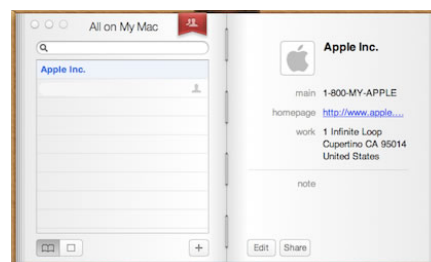 All on My Mac
Apple Inc.
Apple Inc.
main 1-800-MY-APPLE
homepage http://www.apple....
work 1 Infinite Loop
Cupertino CA 95014
United States
note
Edit Share